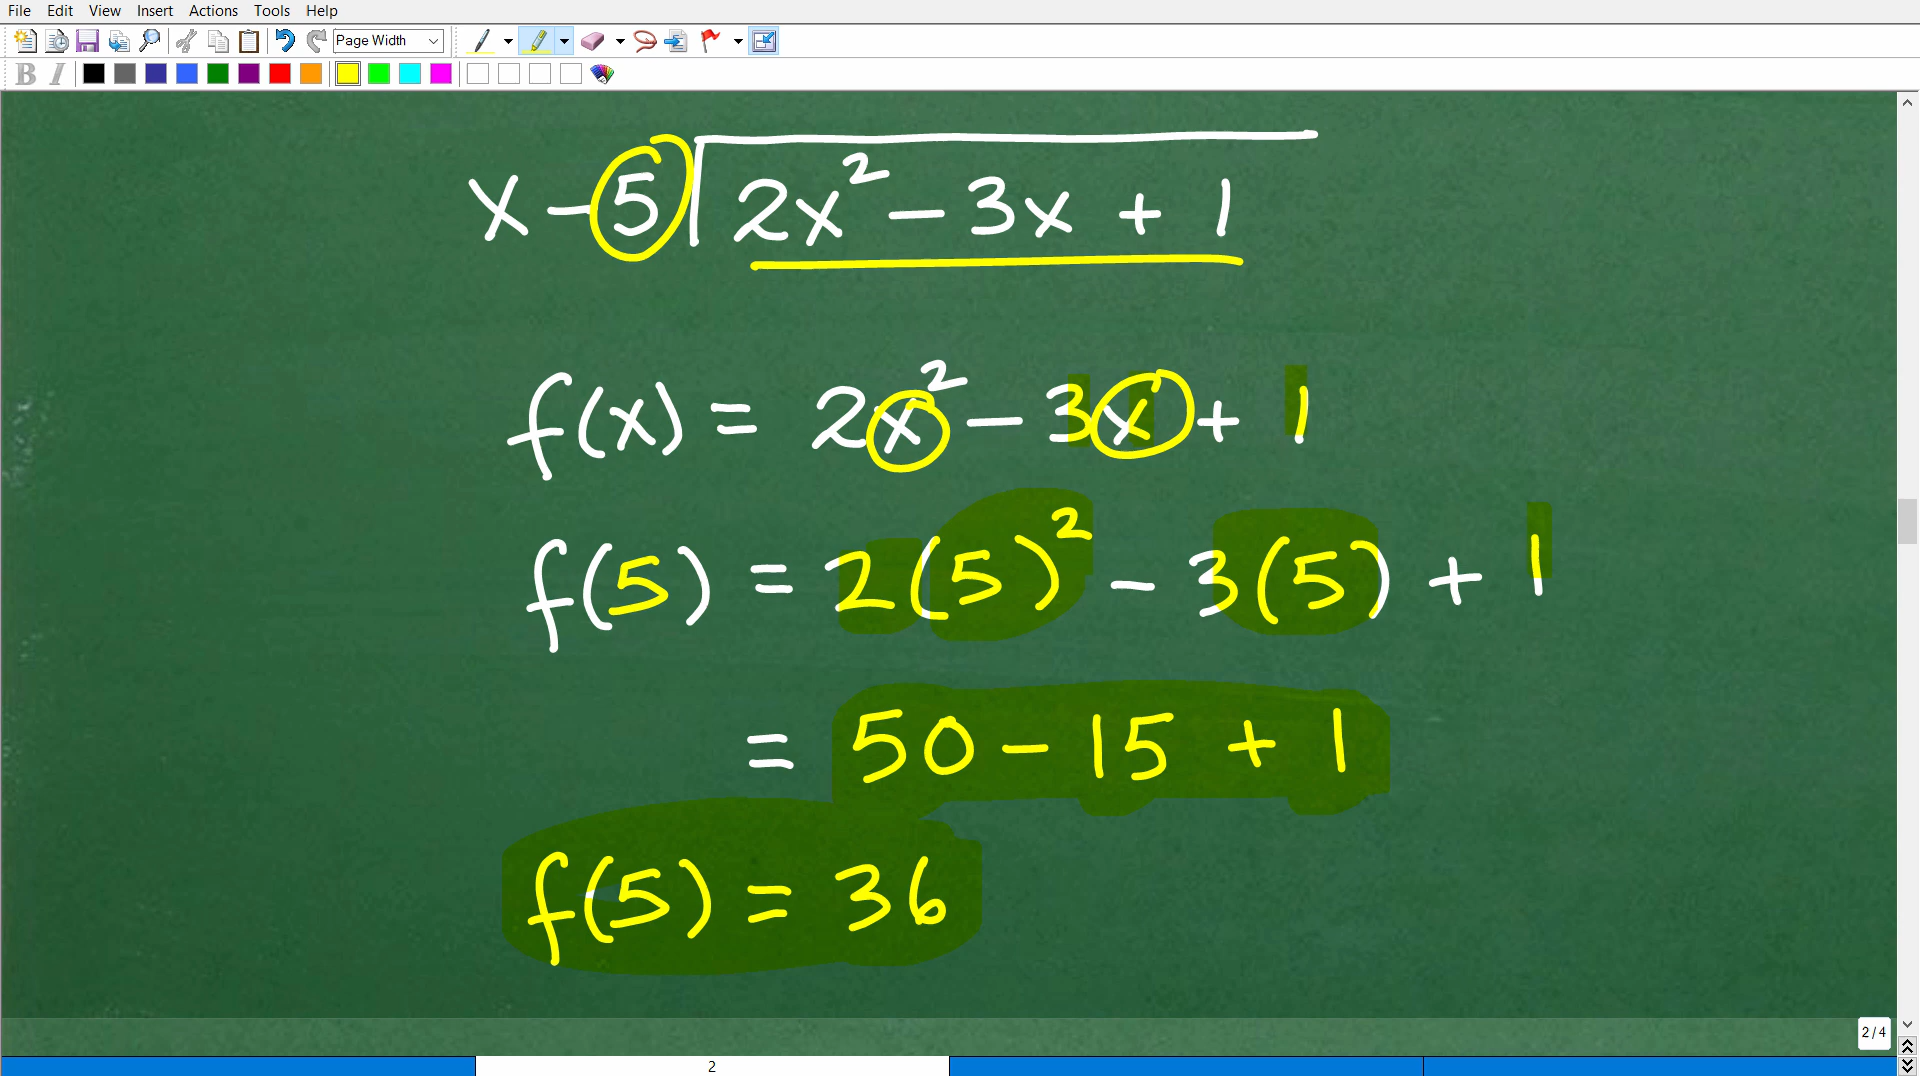 File Edit View Insert Actions Tools Help
Page Width
B I
x - 5 2x² - 3x + 1
f(x) = 2x² - 3x + 1
f(5) = 2(5)² - 3(5) + 1
= 50 - 15 + 1
f(5) = 36
2 / 4
2